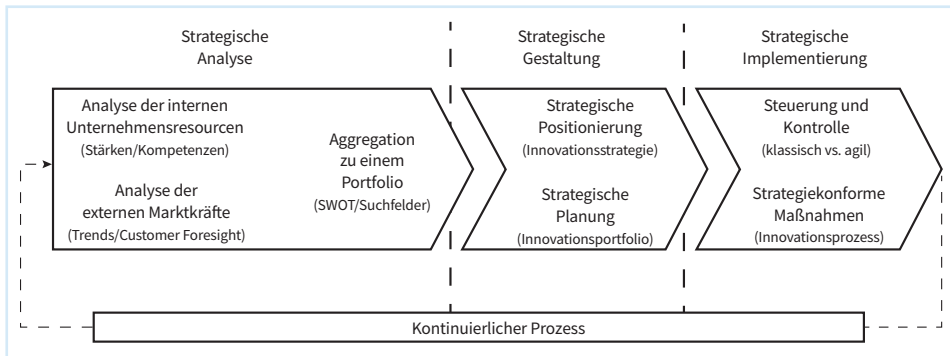 Strategische
Analyse
Strategische
Gestaltung
Strategische
Implementierung
Analyse der internen
Unternehmensresourcen
(Stärken/Kompetenzen)
Analyse der
externen Marktkräfte
(Trends/Customer Foresight)
Aggregation
zu einem
Portfolio
(SWOT/Suchfelder)
Strategische
Positionierung
(Innovationsstrategie)
Strategische
Planung
(Innovationsportfolio)
Steuerung und
Kontrolle
(klassisch vs. agil)
Strategiekonforme
Maßnahmen
(Innovationsprozess)
Kontinuierlicher Prozess